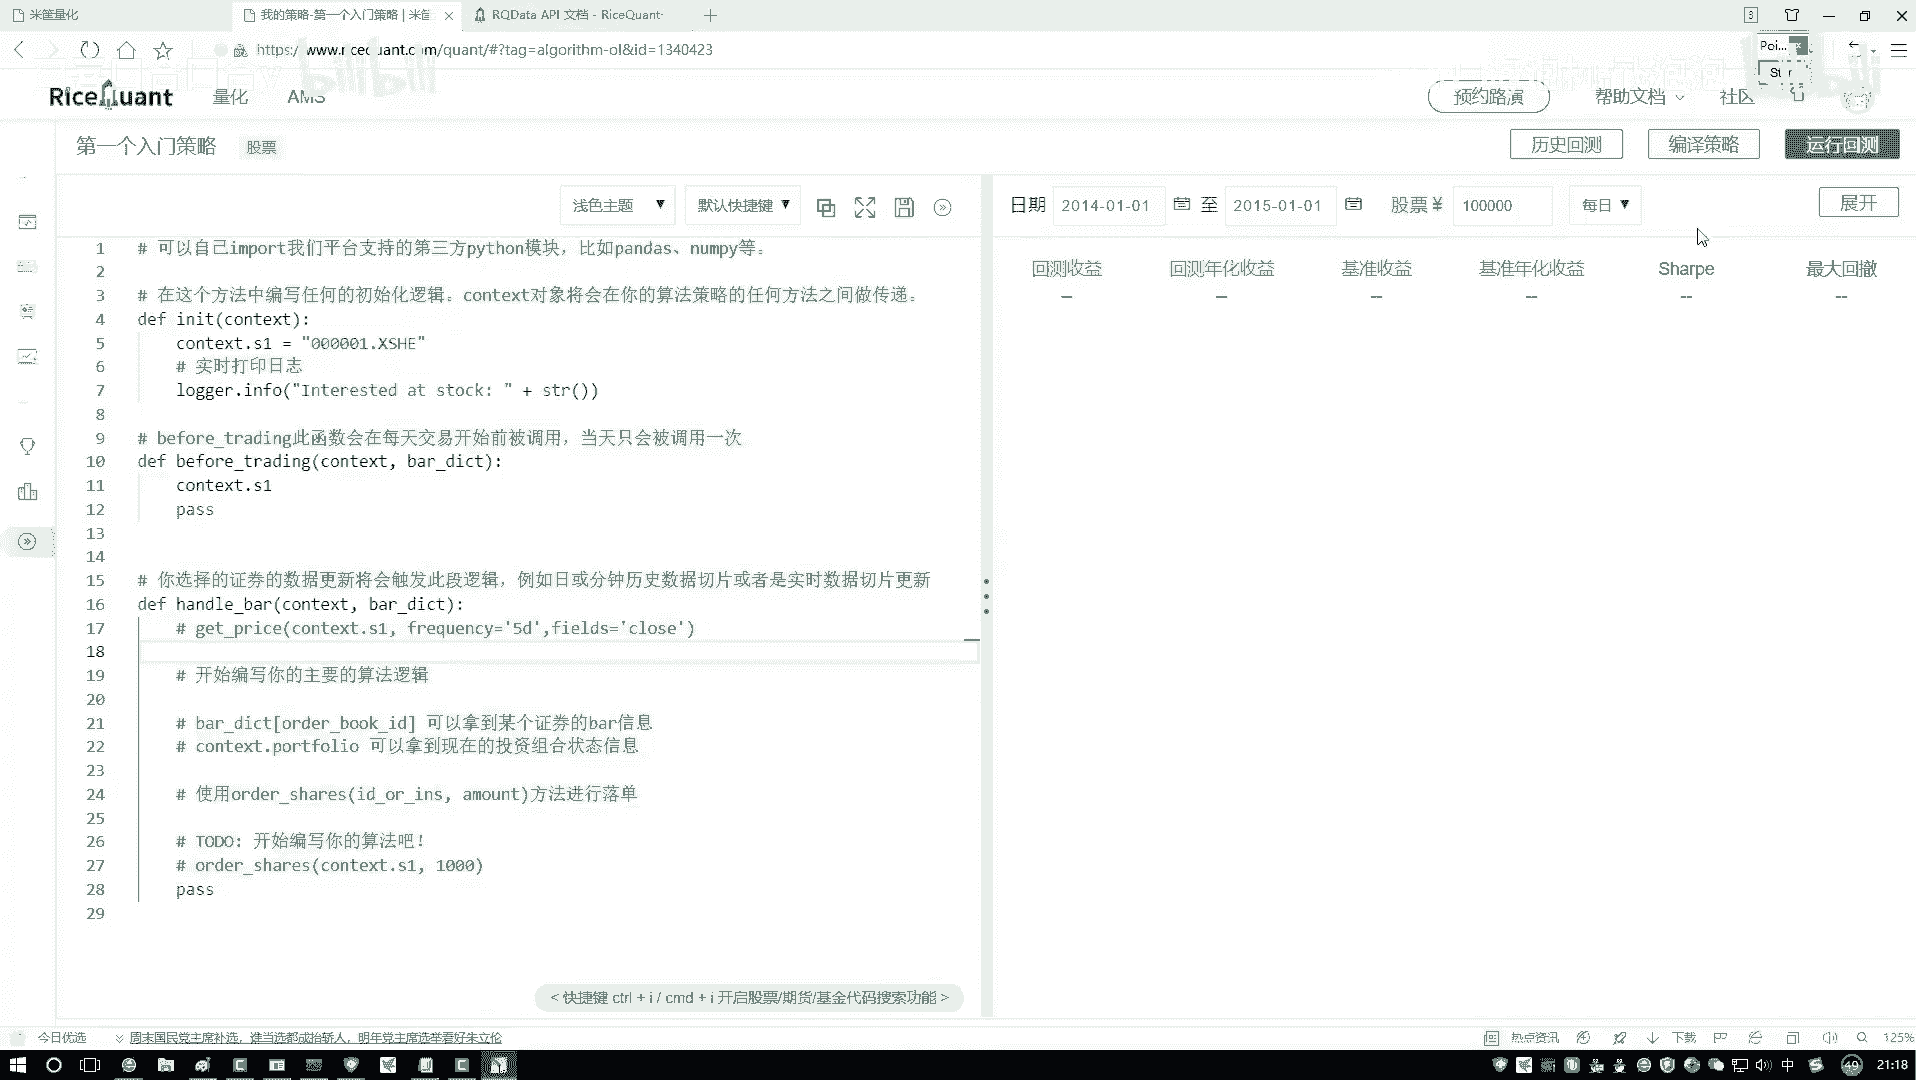 米筐量化
我的策略-第一个入门策略 | 米筐
RQData API 文档 - RiceQuant-
https://www.ricequant.com/quant/#?tag=algorithm-ol&id=1340423
Poi...
RiceQuant
量化
AMS
预约路演
帮助文档
社区
第一个入门策略
股票
历史回测
编译策略
运行回测
浅色主题
默认快捷键
日期 2014-01-01 至 2015-01-01 股票 ¥ 100000 每日
展开
回测收益 回测年化收益 基准收益 基准年化收益 Sharpe 最大回撤
-- -- -- -- -- --
1 # 可以自己import我们平台支持的第三方python模块，比如pandas、numpy等。
2
3 # 在这个方法中编写任何的初始化逻辑。context对象将会在你的算法策略的任何方法之间做传递。
4 def init(context):
5 context.s1 = "000001.XSHE"
6 # 实时打印日志
7 logger.info("Interested at stock: " + str())
8
9 # before_trading此函数会在每天交易开始前被调用，当天只会被调用一次
10 def before_trading(context, bar_dict):
11 context.s1
12 pass
13
14
15 # 你选择的证券的数据更新将会触发此段逻辑，例如日或分钟历史数据切片或者是实时数据切片更新
16 def handle_bar(context, bar_dict):
17 # get_price(context.s1, frequency='5d',fields='close')
18
19 # 开始编写你的主要的算法逻辑
20
21 # bar_dict[order_book_id] 可以拿到某个证券的bar信息
22 # context.portfolio 可以拿到现在的投资组合状态信息
23
24 # 使用order_shares(id_or_ins, amount)方法进行落单
25
26 # TODO: 开始编写你的算法吧！
27 # order_shares(context.s1, 1000)
28 pass
29
< 快捷键 ctrl + i / cmd + i 开启股票/期货/基金代码搜索功能 >
今日优选
周末国民党主席补选，谁当选都成抬轿人，明年党主席选举看好朱立伦
热点资讯
下载
125%
中
49
21:18